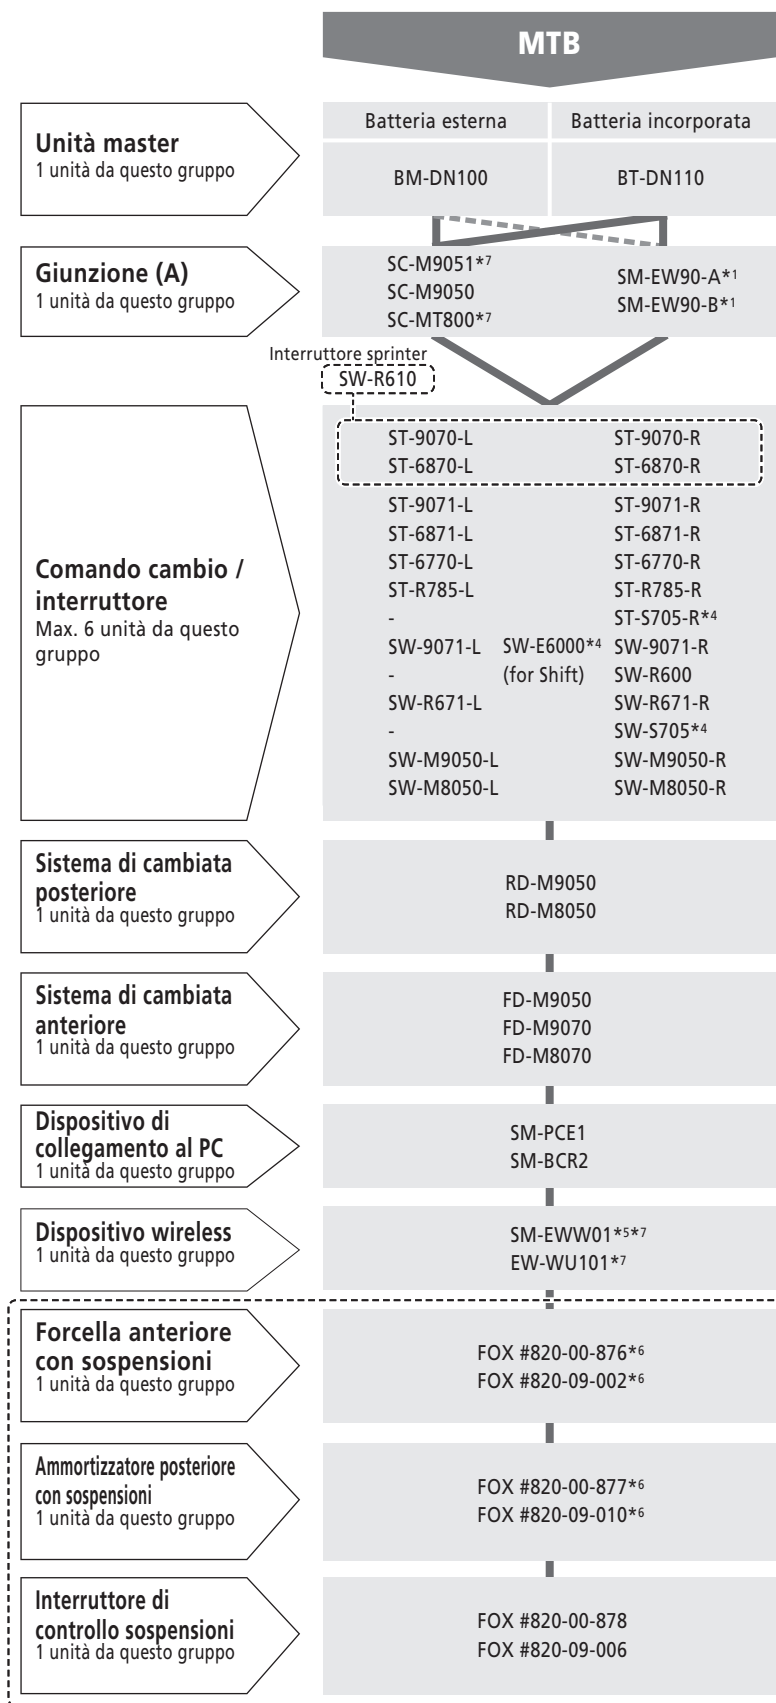 MTB
Unità master
1 unità da questo gruppo
Batteria esterna
Batteria incorporata
BM-DN100
BT-DN110
Giunzione (A)
1 unità da questo gruppo
SC-M9051*7
SC-M9050
SC-MT800*7
SM-EW90-A*1
SM-EW90-B*1
Interruttore sprinter
SW-R610
Comando cambio /
interruttore
Max. 6 unità da questo
gruppo
ST-9070-L ST-9070-R
ST-6870-L ST-6870-R
ST-9071-L ST-9071-R
ST-6871-L ST-6871-R
ST-6770-L ST-6770-R
ST-R785-L ST-R785-R
- ST-S705-R*4
SW-9071-L SW-E6000*4 SW-9071-R
- (for Shift) SW-R600
SW-R671-L SW-R671-R
- SW-S705*4
SW-M9050-L SW-M9050-R
SW-M8050-L SW-M8050-R
Sistema di cambiata
posteriore
1 unità da questo gruppo
RD-M9050
RD-M8050
Sistema di cambiata
anteriore
1 unità da questo gruppo
FD-M9050
FD-M9070
FD-M8070
Dispositivo di
collegamento al PC
1 unità da questo gruppo
SM-PCE1
SM-BCR2
Dispositivo wireless
1 unità da questo gruppo
SM-EWW01*5*7
EW-WU101*7
Forcella anteriore
con sospensioni
1 unità da questo gruppo
FOX #820-00-876*6
FOX #820-09-002*6
Ammortizzatore posteriore
con sospensioni
1 unità da questo gruppo
FOX #820-00-877*6
FOX #820-09-010*6
Interruttore di
controllo sospensioni
1 unità da questo gruppo
FOX #820-00-878
FOX #820-09-006